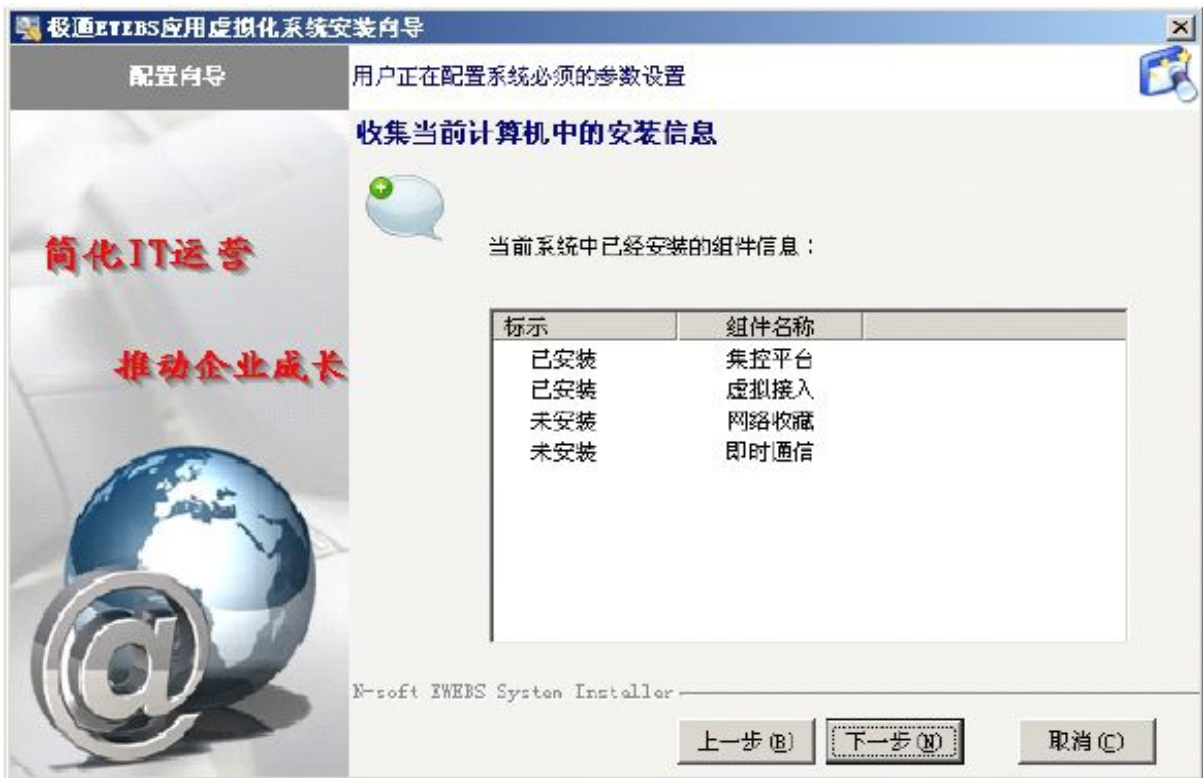 极通EWEBS应用虚拟化系统安装向导
配置向导
用户正在配置系统必须的参数设置
收集当前计算机中的安装信息
简化IT运营
推动企业成长
当前系统中已经安装的组件信息：
标示 组件名称
已安装 集控平台
已安装 虚拟接入
未安装 网络收藏
未安装 即时通信
N-soft EWEBS System Installer
上一步(B) 下一步(N) 取消(C)